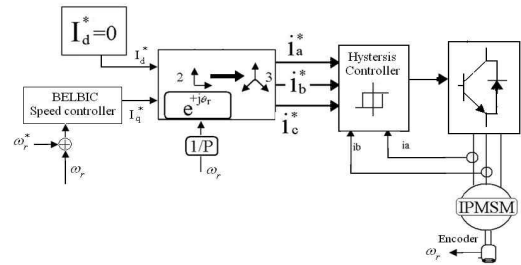 I*d=0
I*d
BELBIC
Speed controller
I*q
ω*r
ωr
2
3
e+jθr
1/P
ωr
i*a
i*b
i*c
Hystersis
Controller
ib
ia
IPMSM
Encoder
ωr